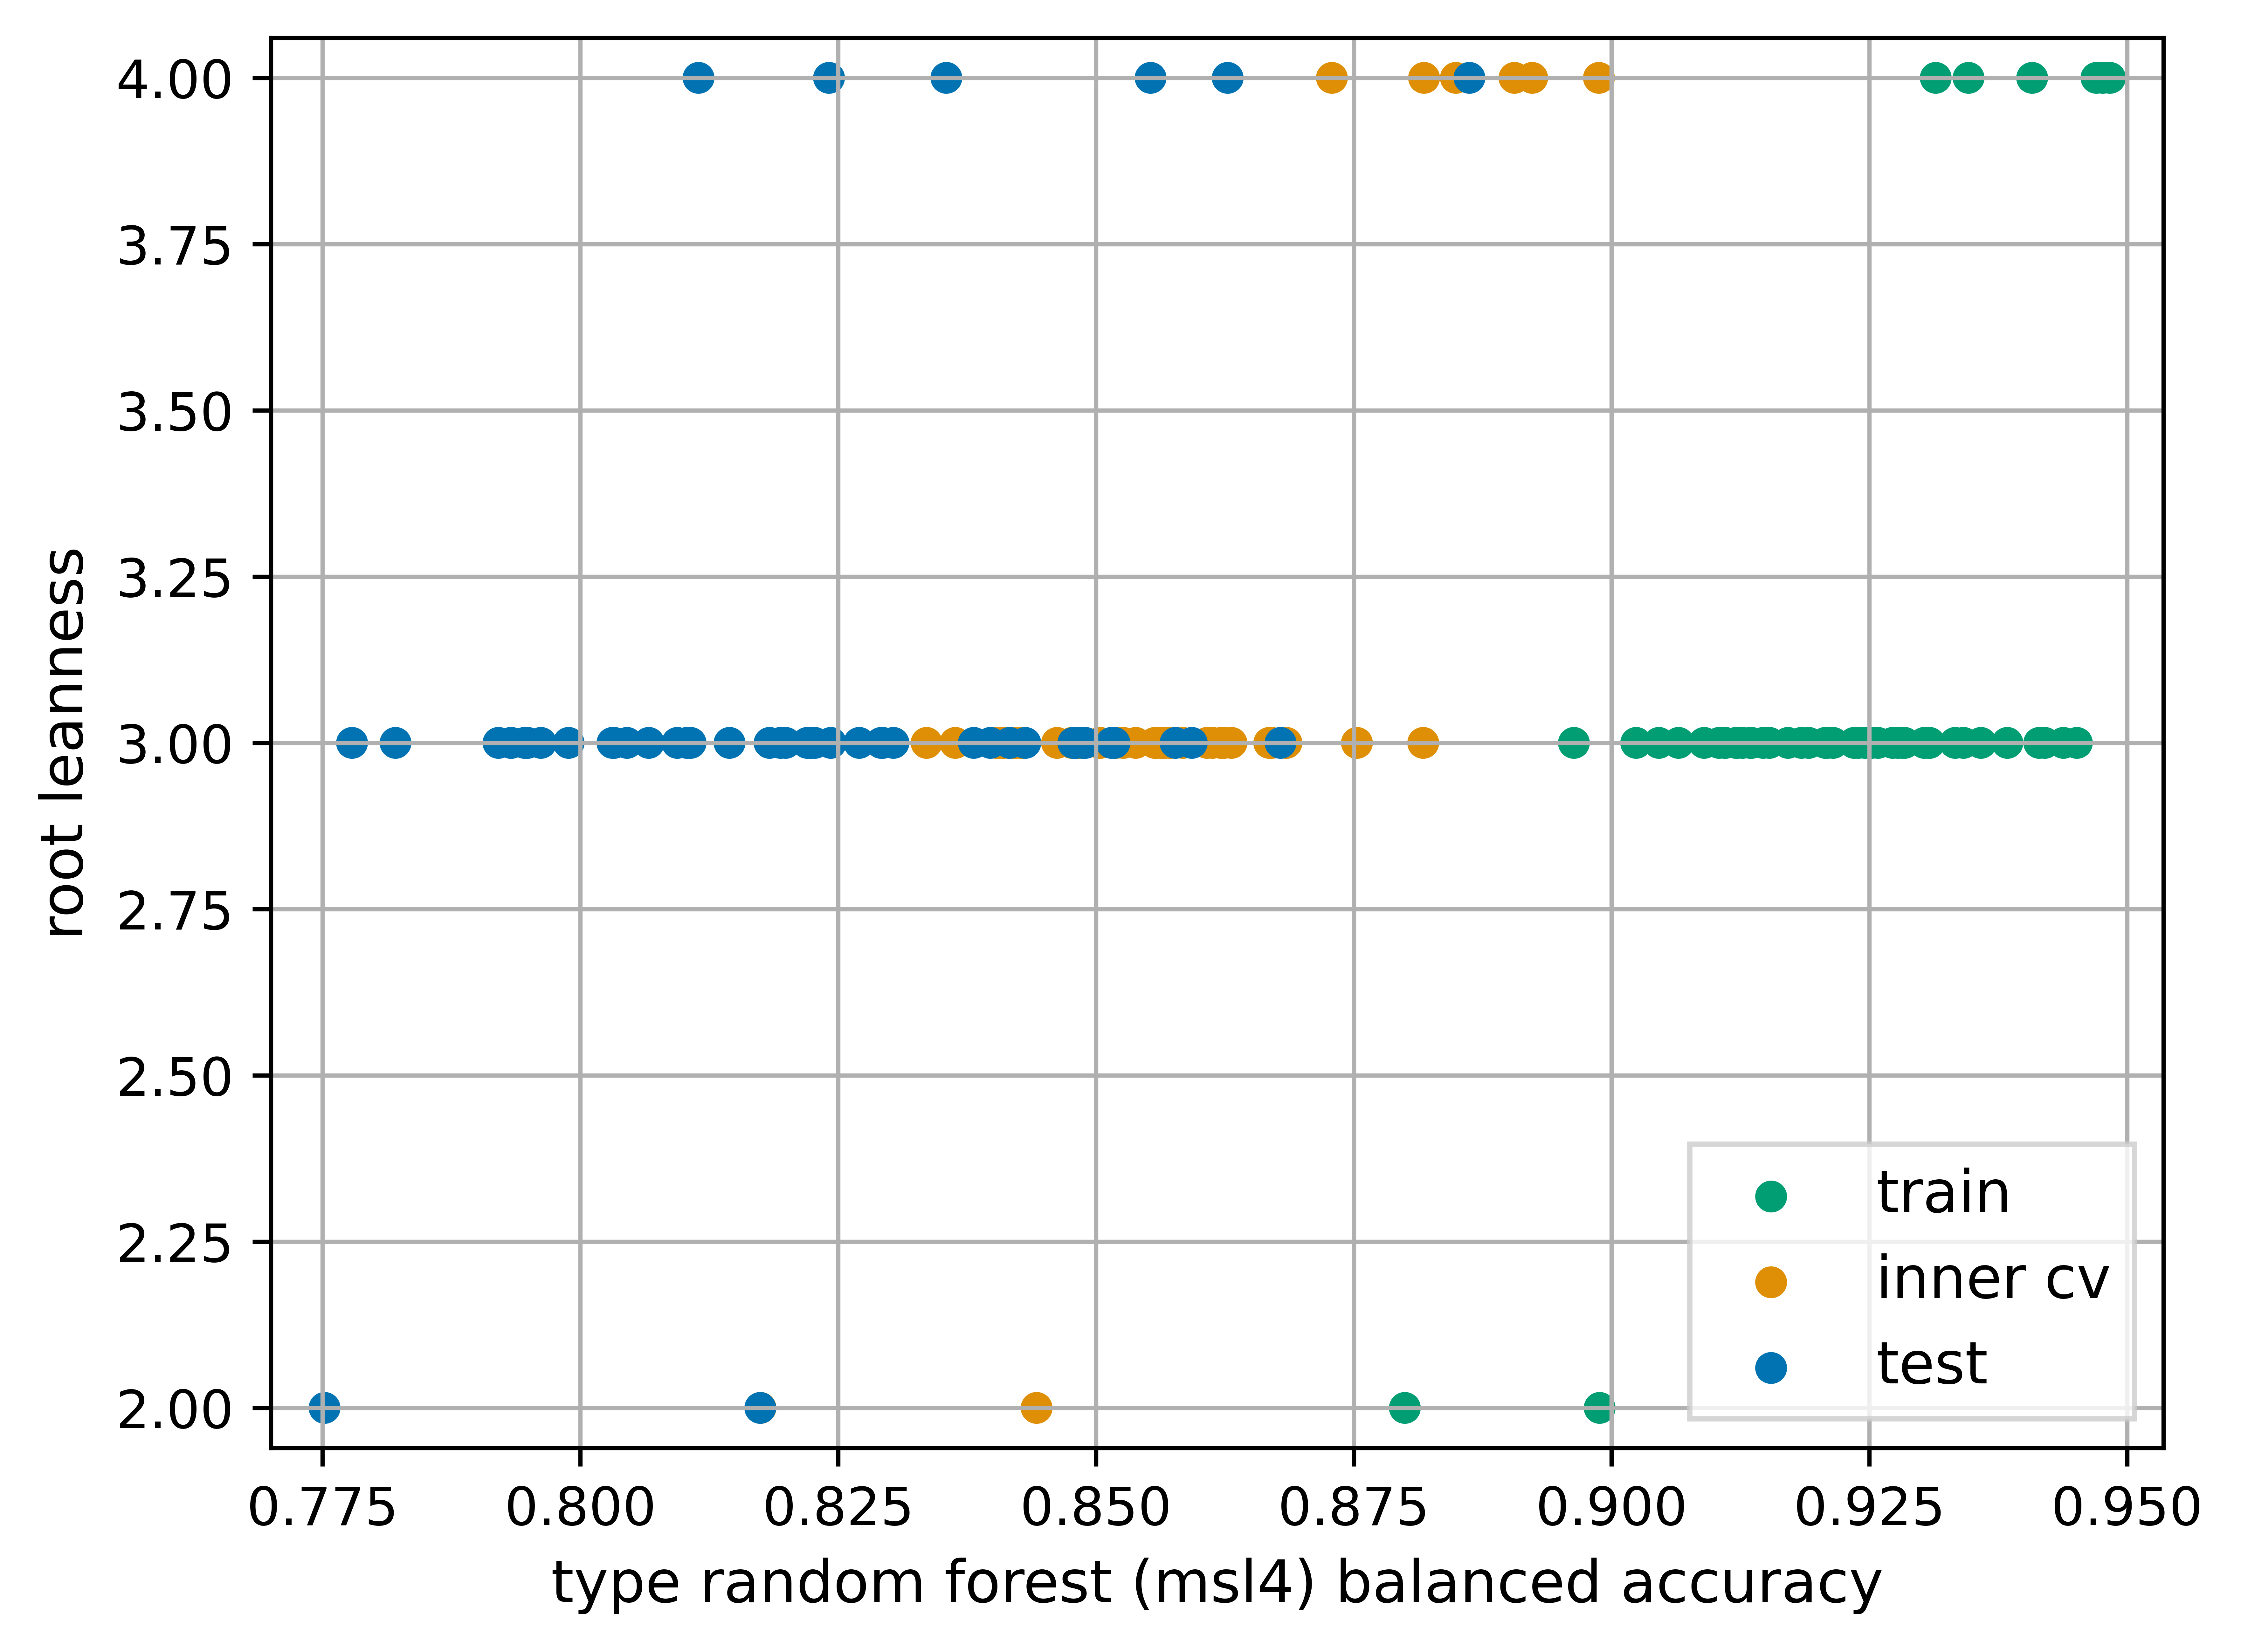 4.00
3.75
3.50
3.25
3.00
2.75
2.50
2.25
2.00
root leanness
train
inner cv
test
0.775 0.800 0.825 0.850 0.875 0.900 0.925 0.950
type random forest (msl4) balanced accuracy